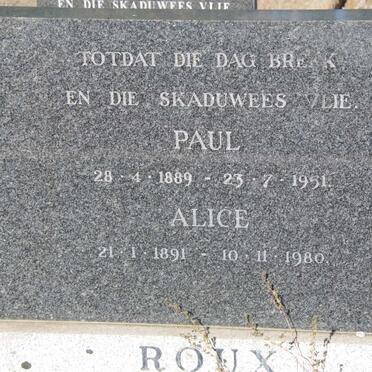 EN DIE SKADUWEES VLIE
TOTDAT DIE DAG BREEK
EN DIE SKADUWEES VLIE.
PAUL
28 · 4 · 1889 - 23 · 7 · 1951.
ALICE
21 · 1 · 1891 - 10 · 11 · 1980.
ROUX